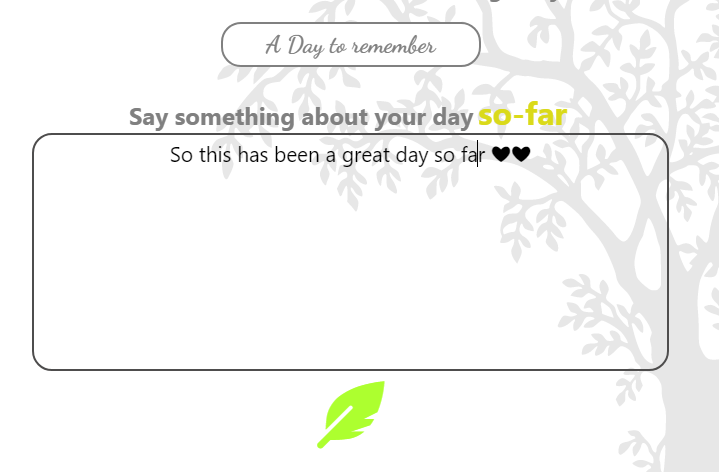 A Day to remember
Say something about your day so-far
So this has been a great day so far 🖤🖤